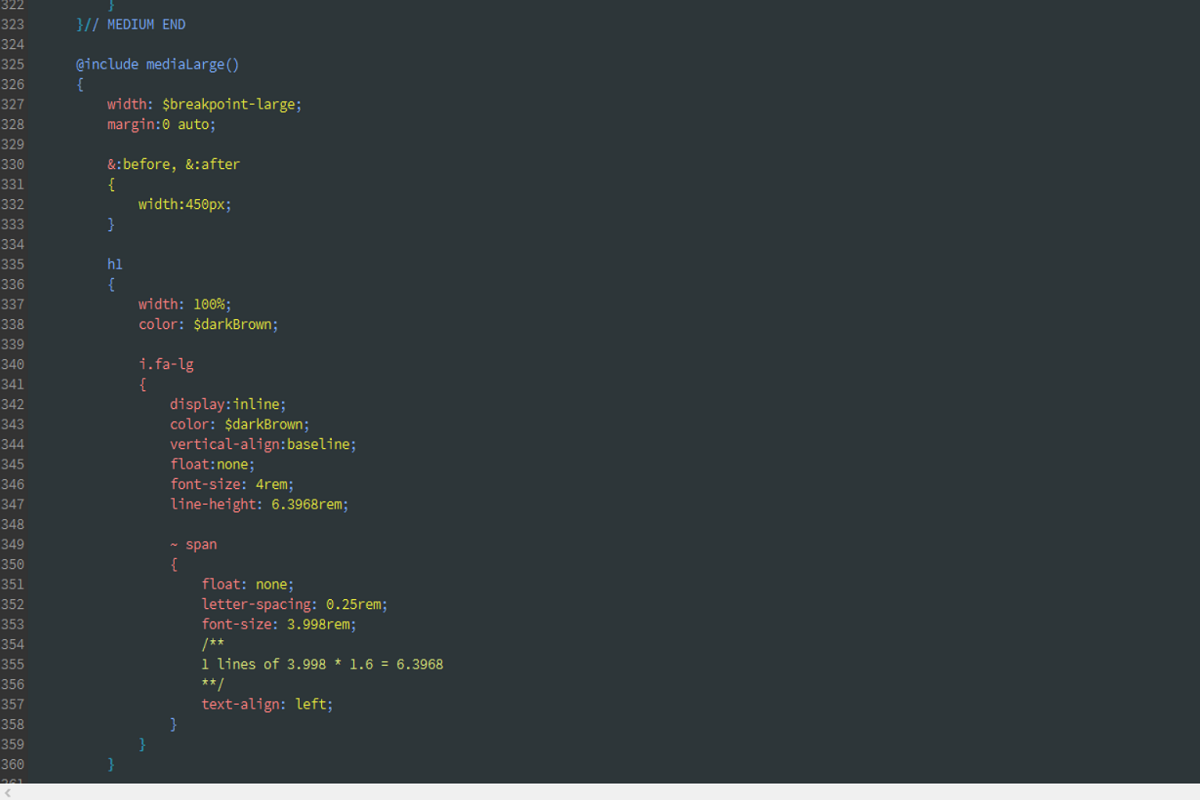 322 }
323 }// MEDIUM END
324
325 @include mediaLarge()
326 {
327 width: $breakpoint-large;
328 margin:0 auto;
329
330 &:before, &:after
331 {
332 width:450px;
333 }
334
335 h1
336 {
337 width: 100%;
338 color: $darkBrown;
339
340 i.fa-lg
341 {
342 display:inline;
343 color: $darkBrown;
344 vertical-align:baseline;
345 float:none;
346 font-size: 4rem;
347 line-height: 6.3968rem;
348
349 ~ span
350 {
351 float: none;
352 letter-spacing: 0.25rem;
353 font-size: 3.998rem;
354 /**
355 1 lines of 3.998 * 1.6 = 6.3968
356 **/
357 text-align: left;
358 }
359 }
360 }
361